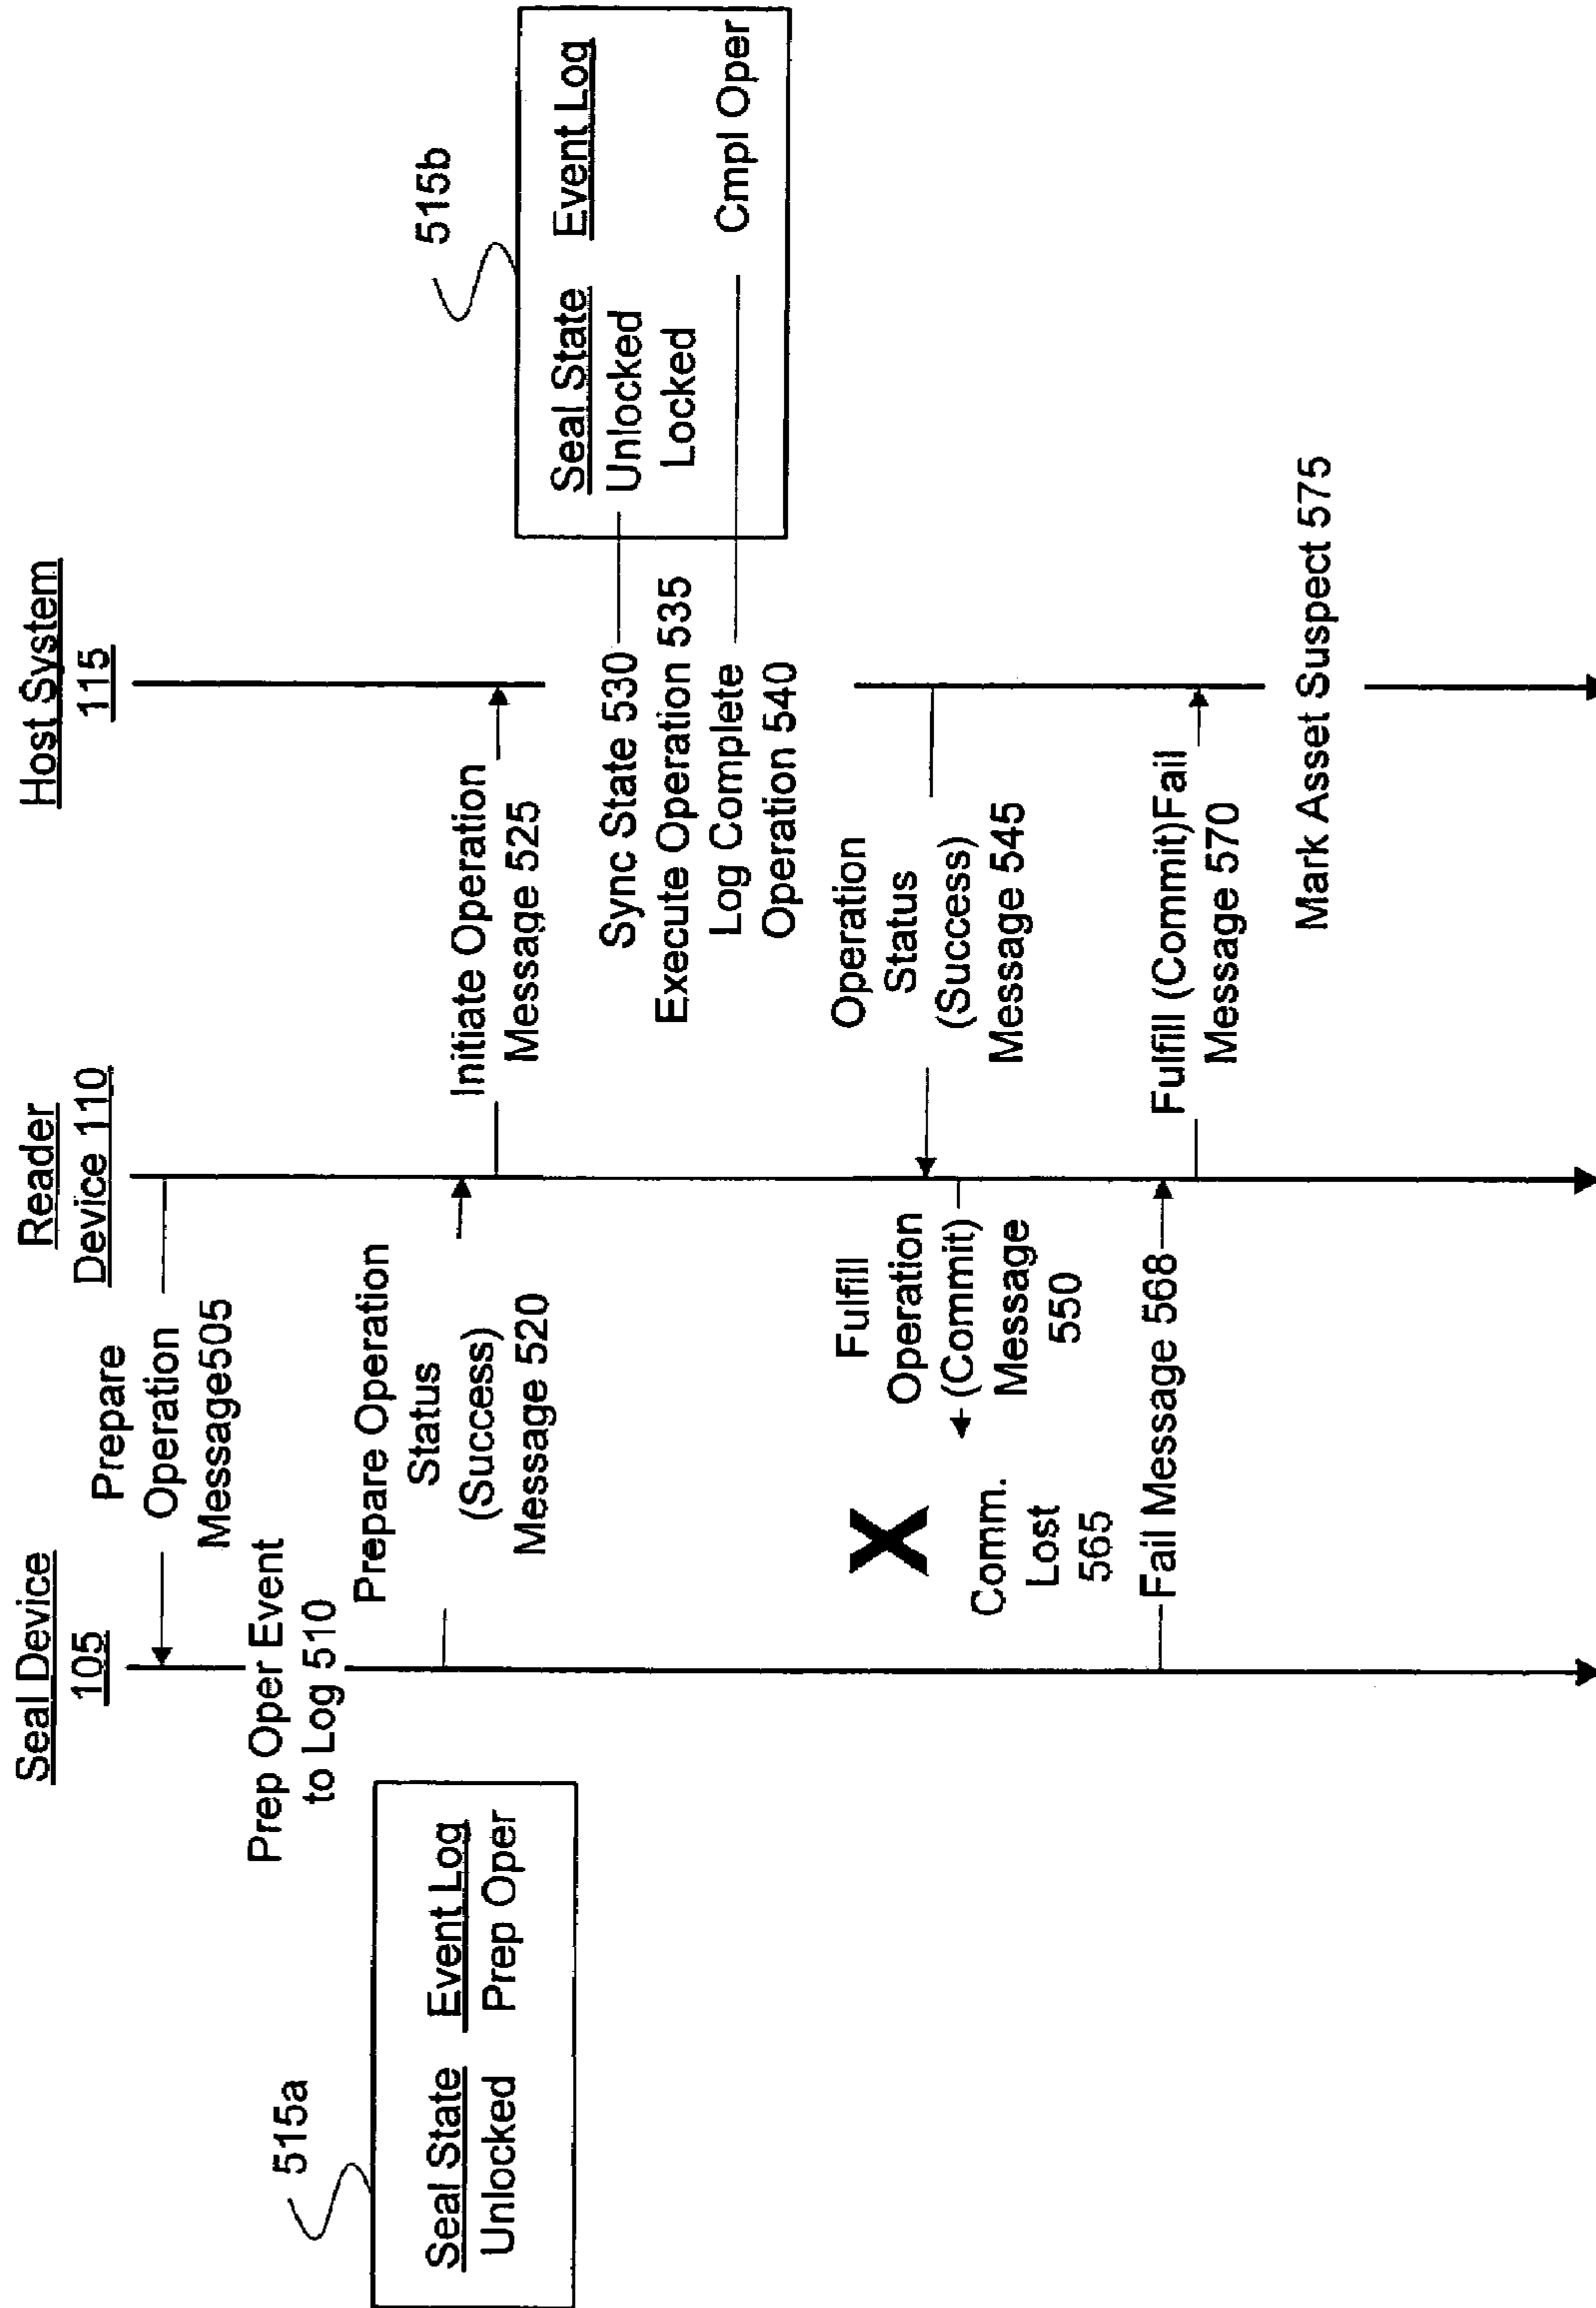 Seal Device
105
Reader
Device 110
Host System
115
Prepare
Operation
Message505
Prep Oper Event
to Log 510
515a
Seal State Event Log
Unlocked Prep Oper
Prepare Operation
Status
(Success)
Message 520
Initiate Operation
Message 525
515b
Seal State Event Log
Unlocked
Locked
Cmpl Oper
Sync State 530
Execute Operation 535
Log Complete
Operation 540
Operation
Status
(Success)
Message 545
Fulfill
Operation
(Commit)
Message
550
X
Comm.
Lost
565
Fail Message 568
Fulfill (Commit)Fail
Message 570
Mark Asset Suspect 575